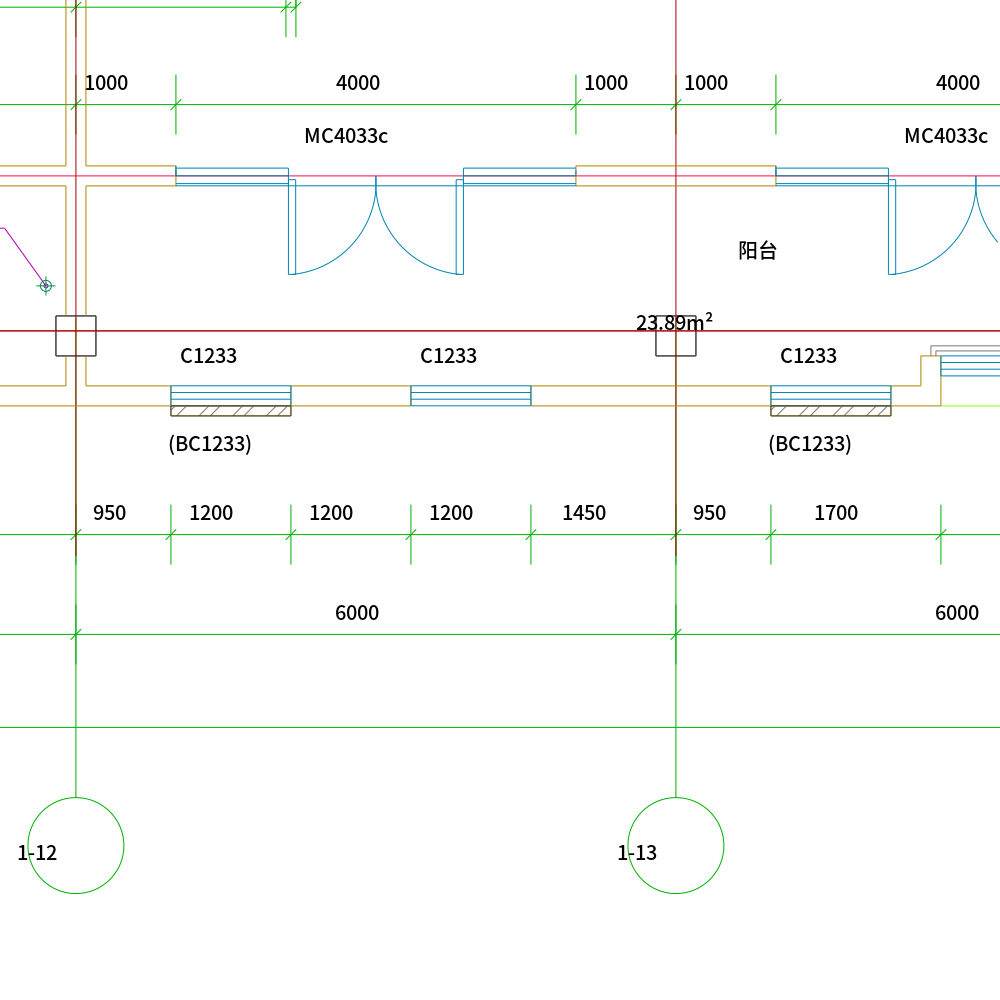 1000 4000 1000 1000 4000
MC4033c MC4033c
阳台
23.89m²
C1233 C1233 C1233
(BC1233) (BC1233)
950 1200 1200 1200 1450 950 1700
6000 6000
1-12 1-13